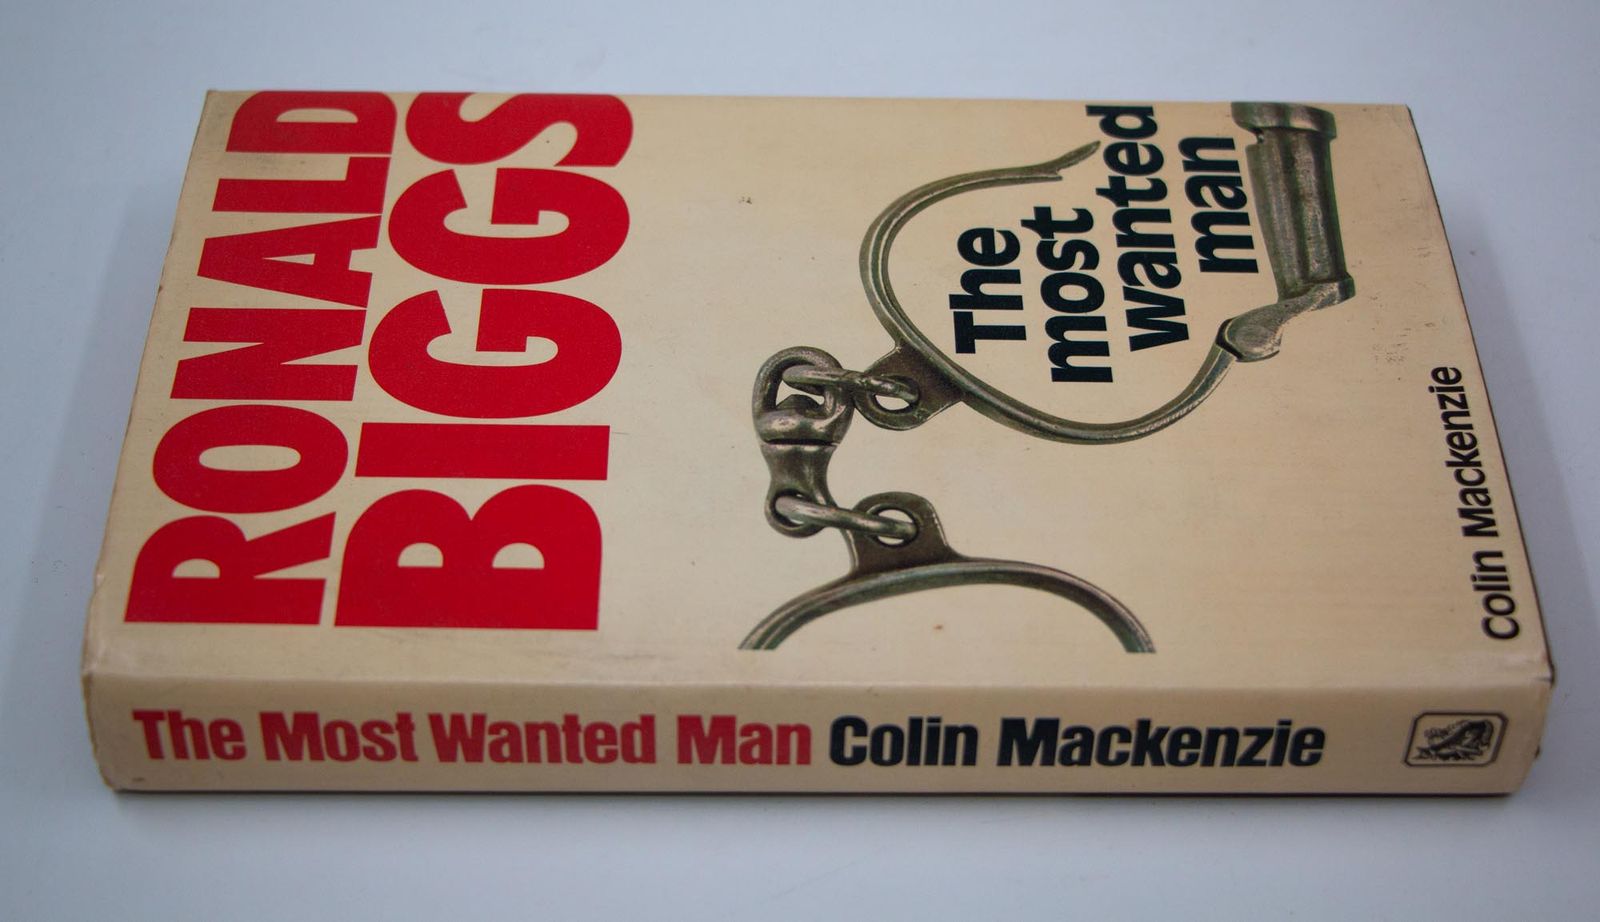 RONALD
BIGGS
The
most
wanted
man
Colin Mackenzie
The Most Wanted Man Colin Mackenzie